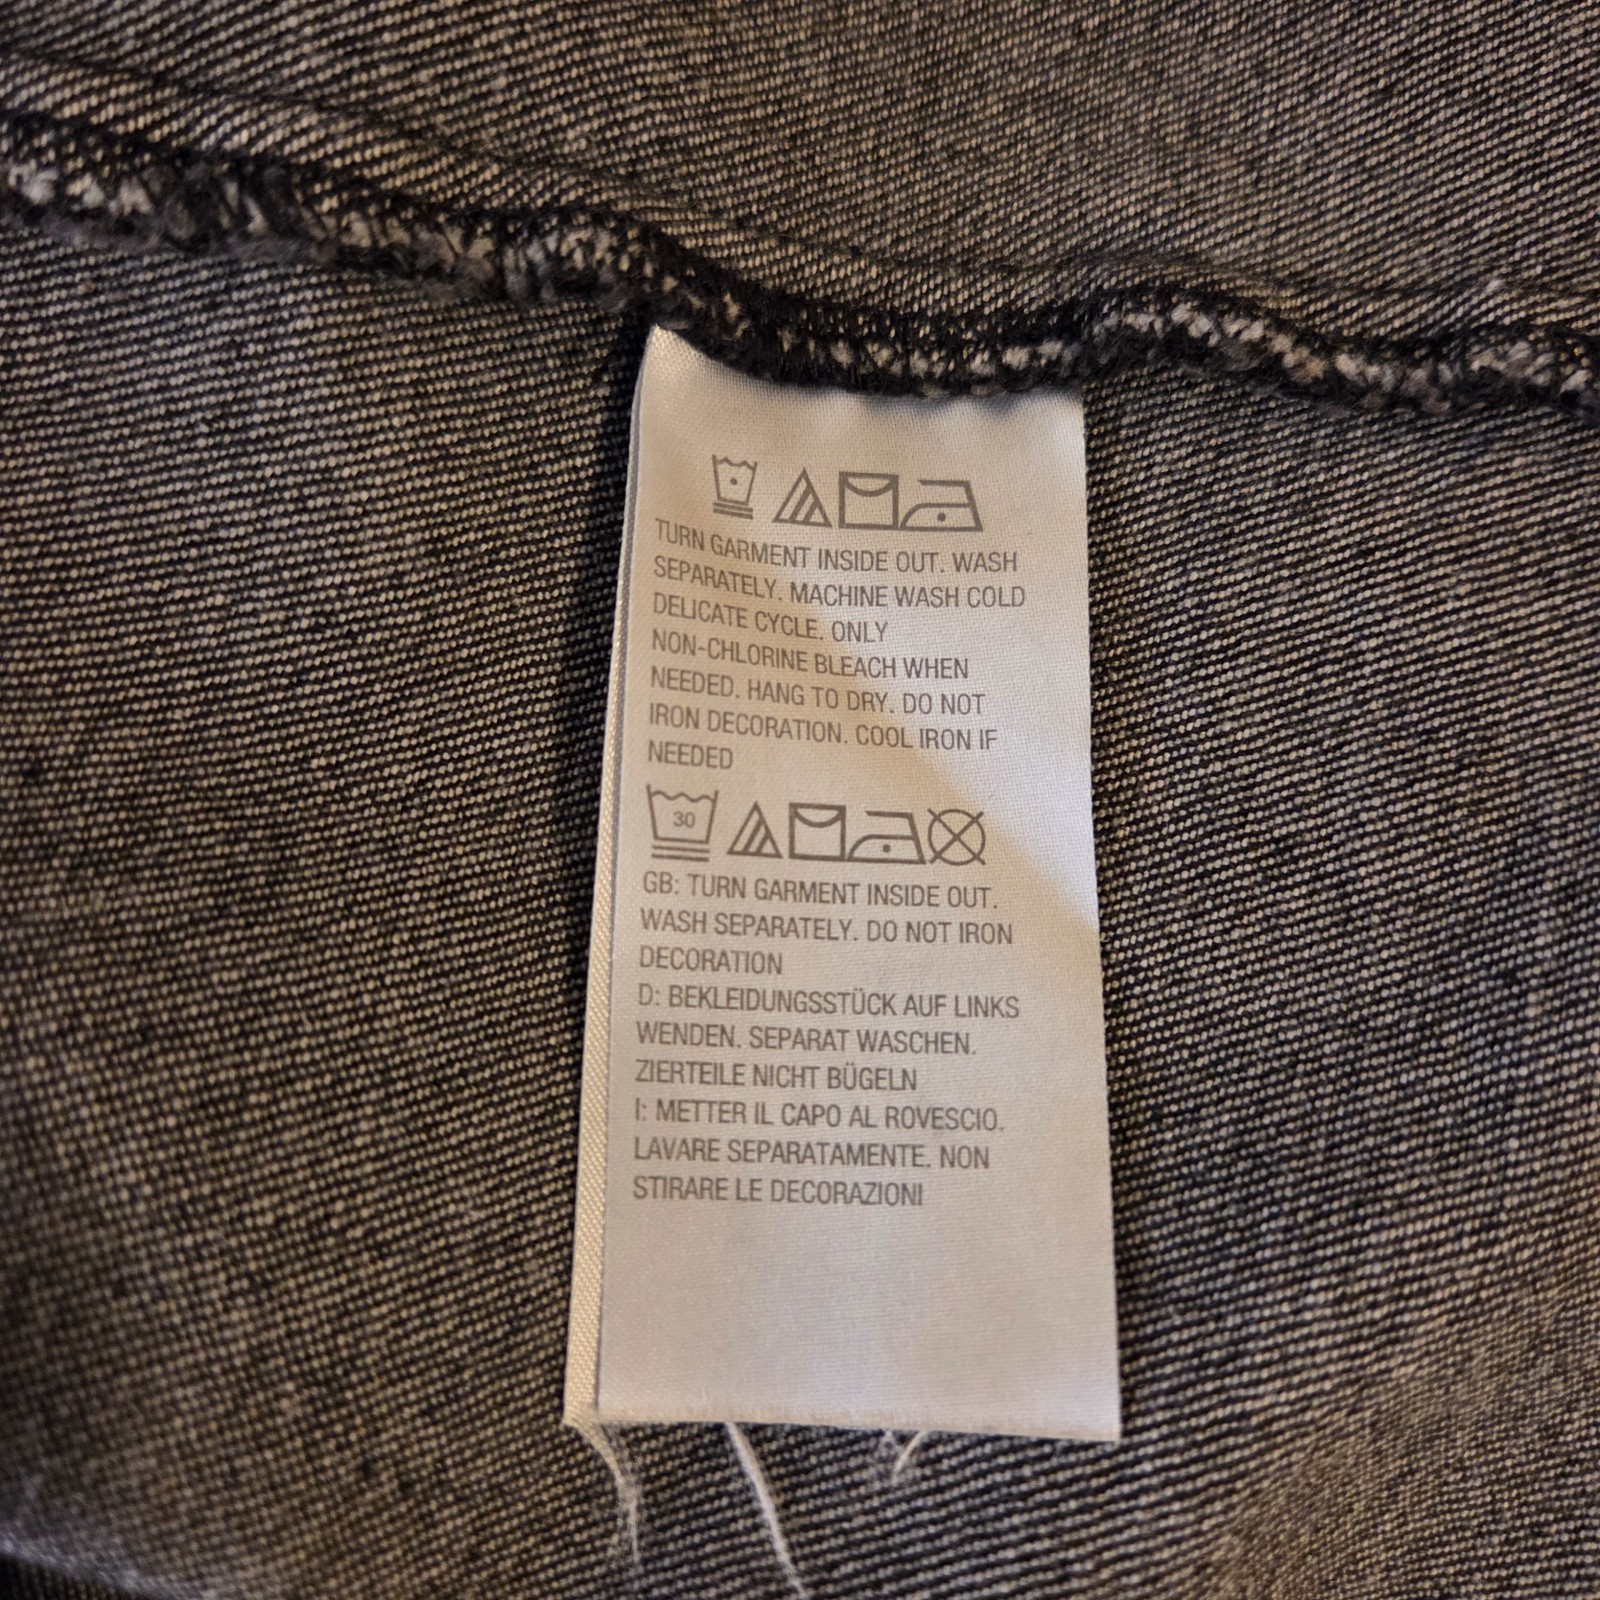 TURN GARMENT INSIDE OUT. WASH
SEPARATELY. MACHINE WASH COLD
DELICATE CYCLE. ONLY
NON-CHLORINE BLEACH WHEN
NEEDED. HANG TO DRY. DO NOT
IRON DECORATION. COOL IRON IF
NEEDED
30
GB: TURN GARMENT INSIDE OUT.
WASH SEPARATELY. DO NOT IRON
DECORATION
D: BEKLEIDUNGSSTÜCK AUF LINKS
WENDEN. SEPARAT WASCHEN.
ZIERTEILE NICHT BÜGELN
I: METTER IL CAPO AL ROVESCIO.
LAVARE SEPARATAMENTE. NON
STIRARE LE DECORAZIONI